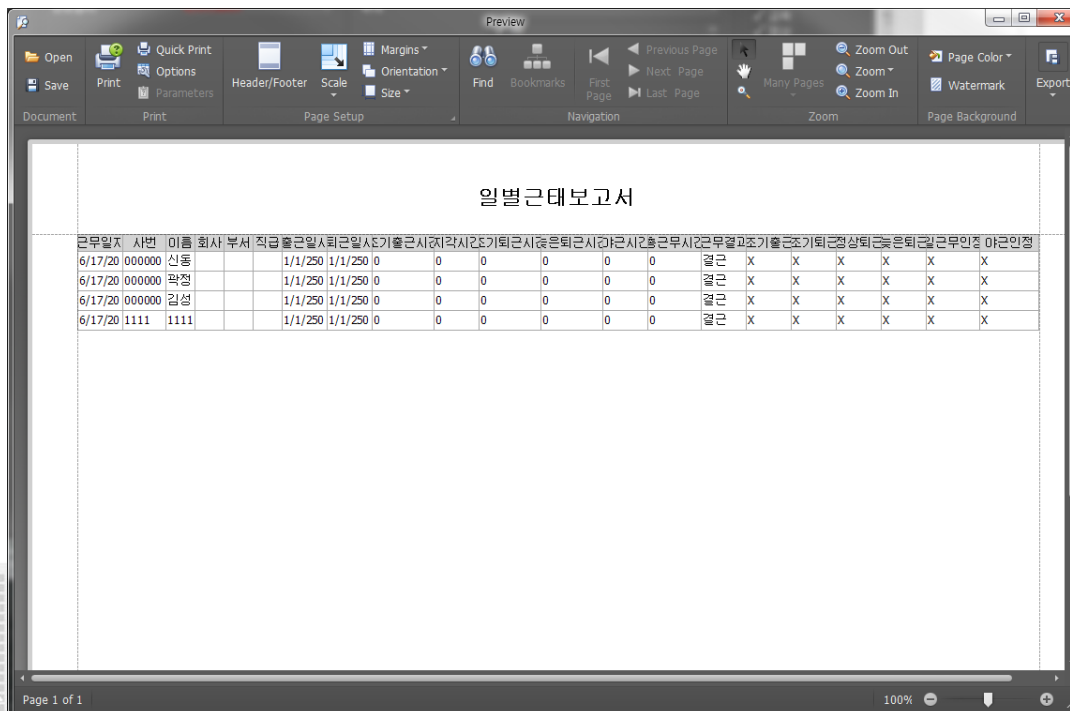 Preview
Open
Save
Document
Print
Quick Print
Options
Parameters
Print
Header/Footer
Scale
Margins
Orientation
Size
Page Setup
Find
Bookmarks
First Page
Previous Page
Next Page
Last Page
Navigation
Many Pages
Zoom Out
Zoom
Zoom In
Zoom
Page Color
Watermark
Page Background
Export
일별근태보고서
근무일지 사번 이름 회사 부서 직급 출근일시 퇴근일시 조기출근시간 지각시간 조기퇴근시간 늦은퇴근시간 야근시간 총근무시간 근무결과 조기출근 조기퇴근 정상퇴근 늦은퇴근 일근무인정 야근인정
6/17/20 000000 신동 1/1/250 1/1/250 0 0 0 0 0 0 결근 X X X X X X
6/17/20 000000 곽정 1/1/250 1/1/250 0 0 0 0 0 0 결근 X X X X X X
6/17/20 000000 김성 1/1/250 1/1/250 0 0 0 0 0 0 결근 X X X X X X
6/17/20 1111 1111 1/1/250 1/1/250 0 0 0 0 0 0 결근 X X X X X X
Page 1 of 1
100%